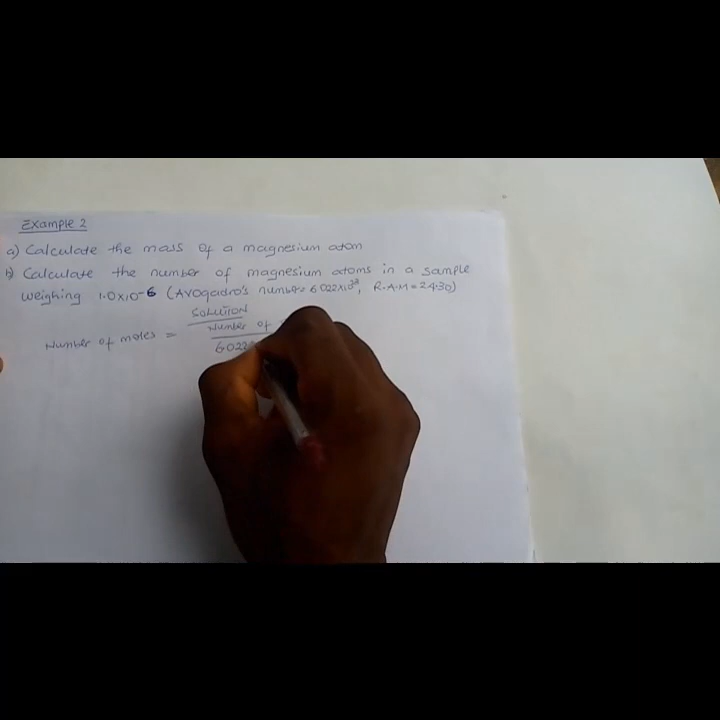 Example 2
a) Calculate the mass of a magnesium atom
b) Calculate the number of magnesium atoms in a sample
weighing 1.0x10-6 (Avogadro's number = 6.022x10²³, R.A.M = 24.30)
SOLUTION
Number of moles = Number of
6022